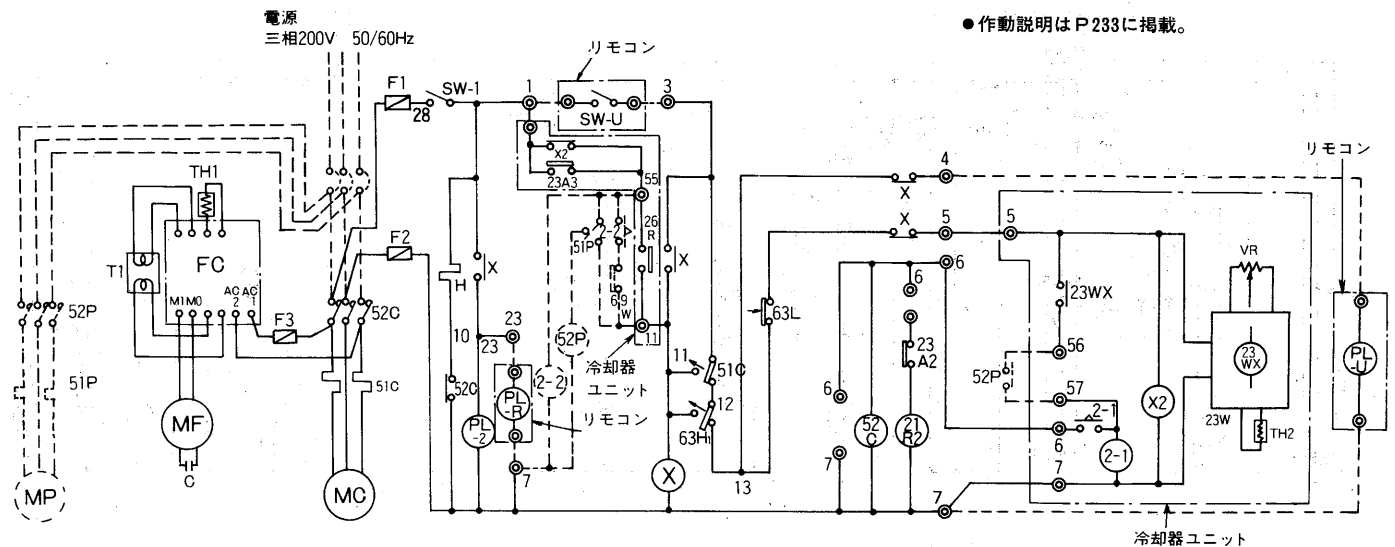 電源
三相200V 50/60Hz
●作動説明はP233に掲載。
リモコン
F1
28
SW-1
1
SW-U
3
TH1
X2
23A3
リモコン
4
55
X
F2
X
5
5
T1
FC
51P
2-2
26
R
X
6
VR
H
X
6
23WX
M1
M0
AC
2
AC
1
F3
69
W
63L
52P
52C
10
23
23
52P
11
冷却器
ユニット
11
51C
23
A2
56
23
WX
PL
-U
51P
51C
52C
2-2
リモコン
12
6
52P
57
MF
PL
-2
PL
-R
63H1
52
C
21
R2
2-1
X2
23W
TH2
6
C
7
X
7
7
2-1
MP
MC
13
7
冷却器ユニット